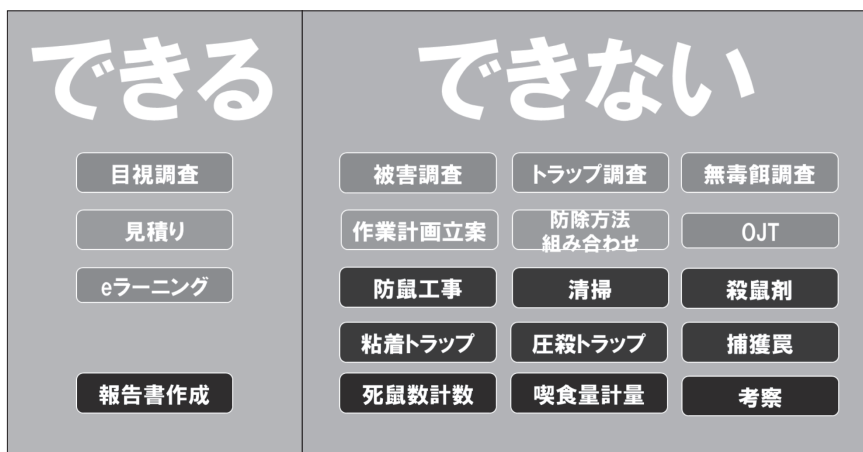 できる
できない
目視調査
被害調査
トラップ調査
無毒餌調査
見積り
作業計画立案
防除方法
組み合わせ
OJT
eラーニング
防鼠工事
清掃
殺鼠剤
粘着トラップ
圧殺トラップ
捕獲罠
報告書作成
死鼠数計数
喫食量計量
考察